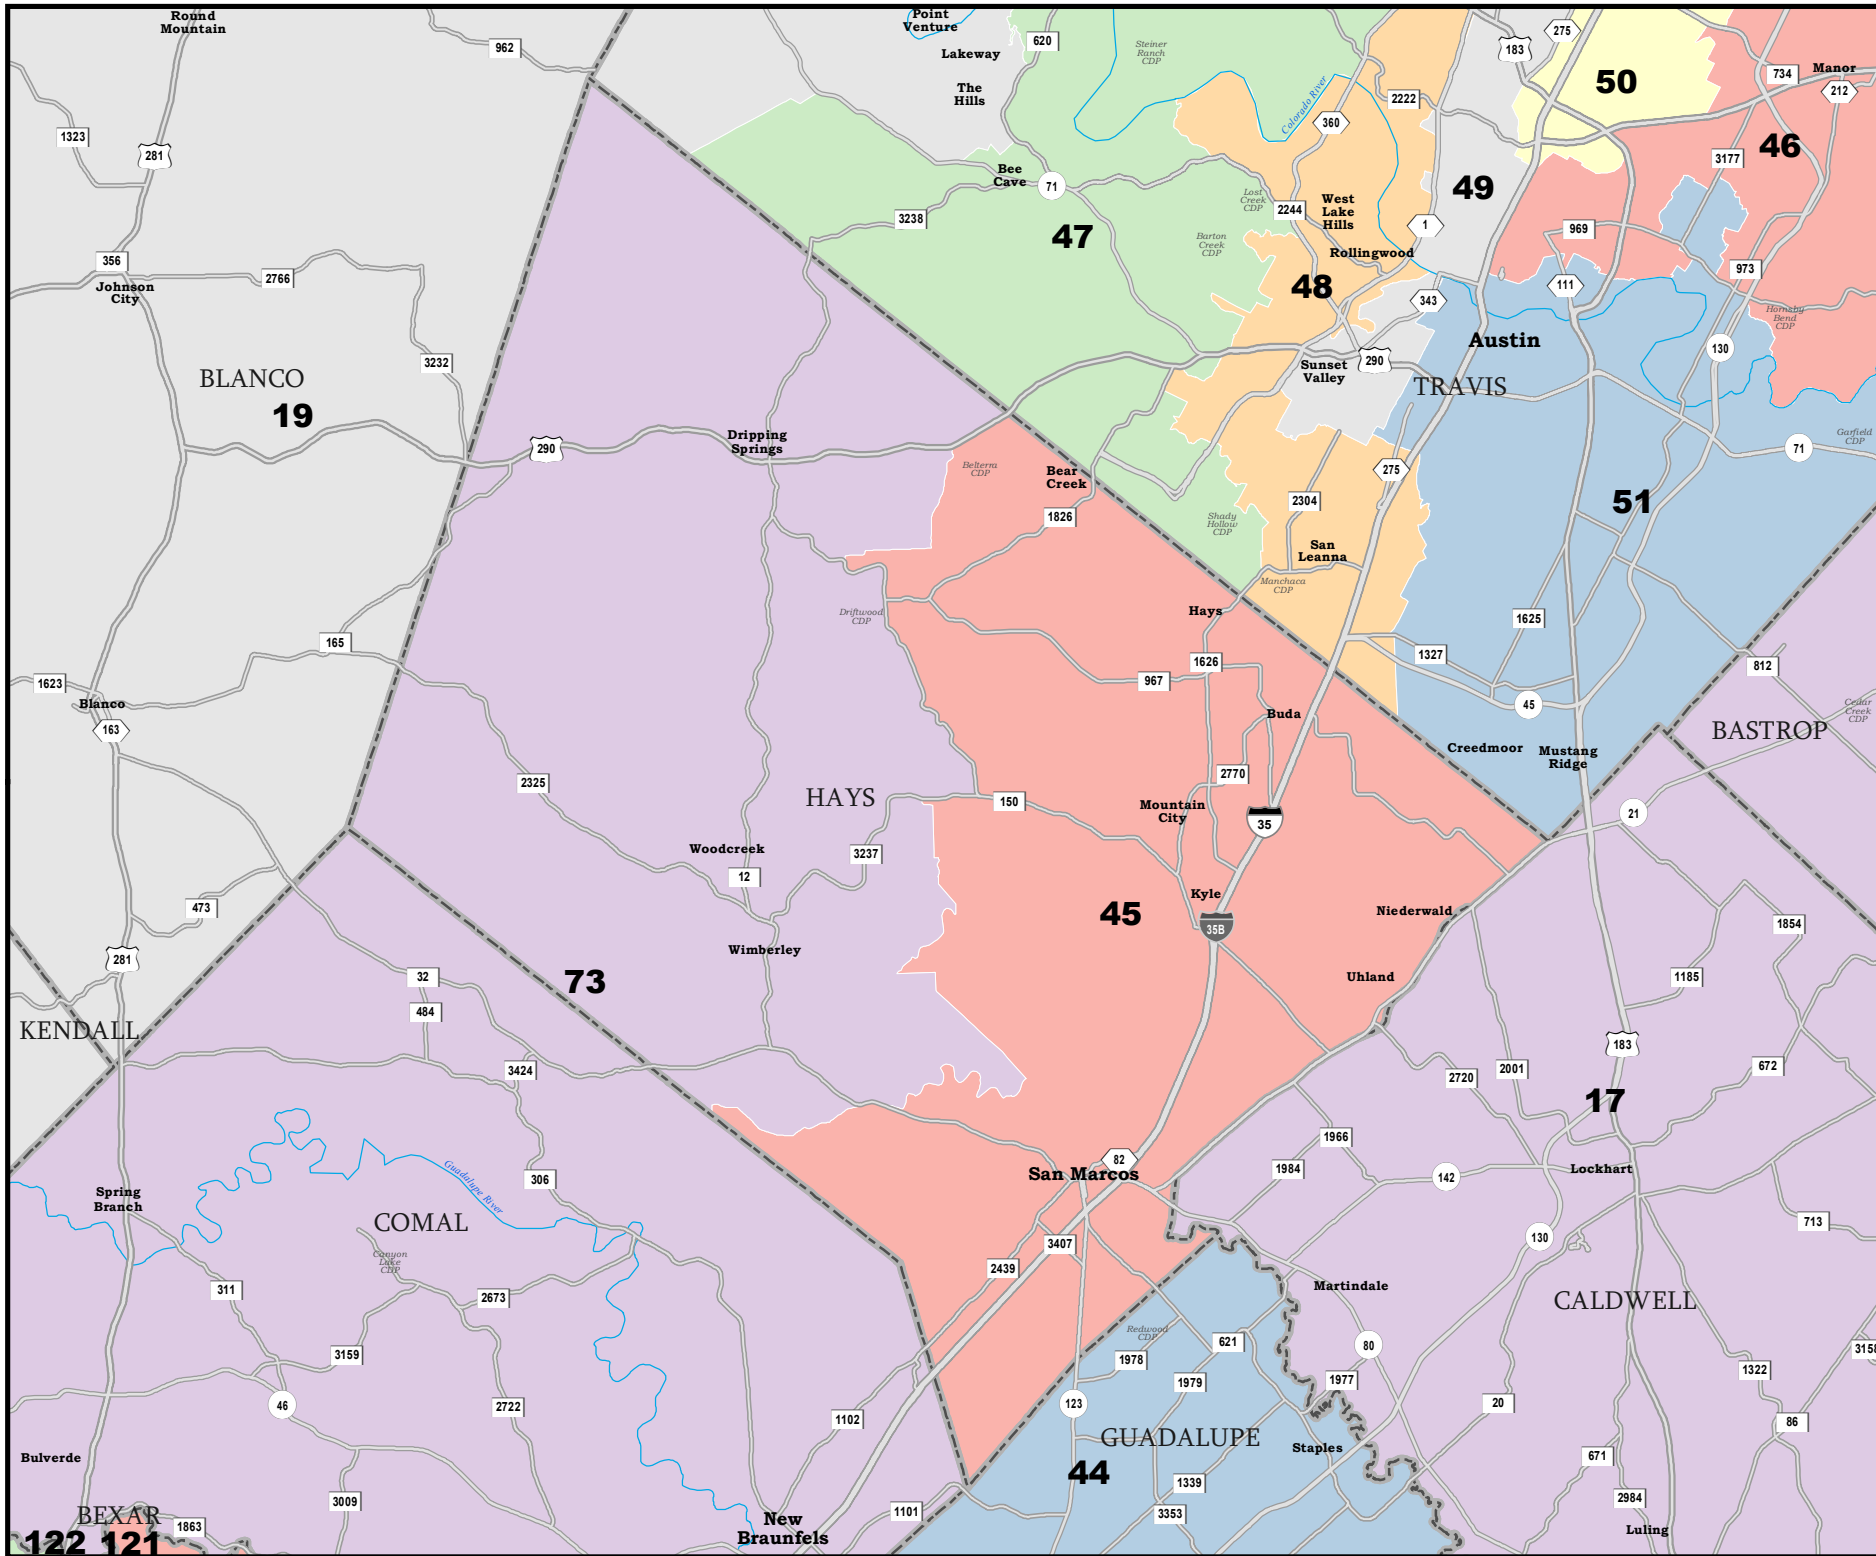 Round
Mountain
962
Point
Venture
Lakeway
620
The
Hills
Steiner
Ranch
CDP
Colorado River
2222
360
183
275
50
734
Manor
212
1323
281
46
3177
Bee
Cave
71
3238
47
Lost
Creek
CDP
2244
West
Lake
Hills
Rollingwood
Barton
Creek
CDP
49
1
969
973
356
Johnson
City
2766
48
343
111
Hornsby
Bend
CDP
3232
BLANCO
19
Austin
130
Sunset
Valley
290
TRAVIS
Dripping
Springs
290
Belterra
CDP
Bear
Creek
1826
Garfield
CDP
71
275
2304
51
Shady
Hollow
CDP
San
Leanna
Manchaca
CDP
Hays
Driftwood
CDP
165
1623
Blanco
163
1626
967
1625
1327
812
Cedar
Creek
CDP
45
BASTROP
Buda
Creedmoor
Mustang
Ridge
2325
HAYS
150
2770
Mountain
City
35
21
Woodcreek
12
3237
Kyle
35B
45
Niederwald
1854
473
281
Wimberley
73
32
484
Uhland
1185
KENDALL
183
3424
2720
2001
672
17
1966
1984
142
Lockhart
82
San Marcos
306
Guadalupe River
Spring
Branch
COMAL
Canyon
Lake
CDP
713
130
3407
2439
311
2673
Martindale
CALDWELL
Redwood
CDP
621
1978
80
3159
3158
1979
1977
1322
46
2722
1102
123
20
86
GUADALUPE
Staples
44
671
Bulverde
1339
2984
3009
1101
3353
Luling
BEXAR
1863
122
121
New
Braunfels